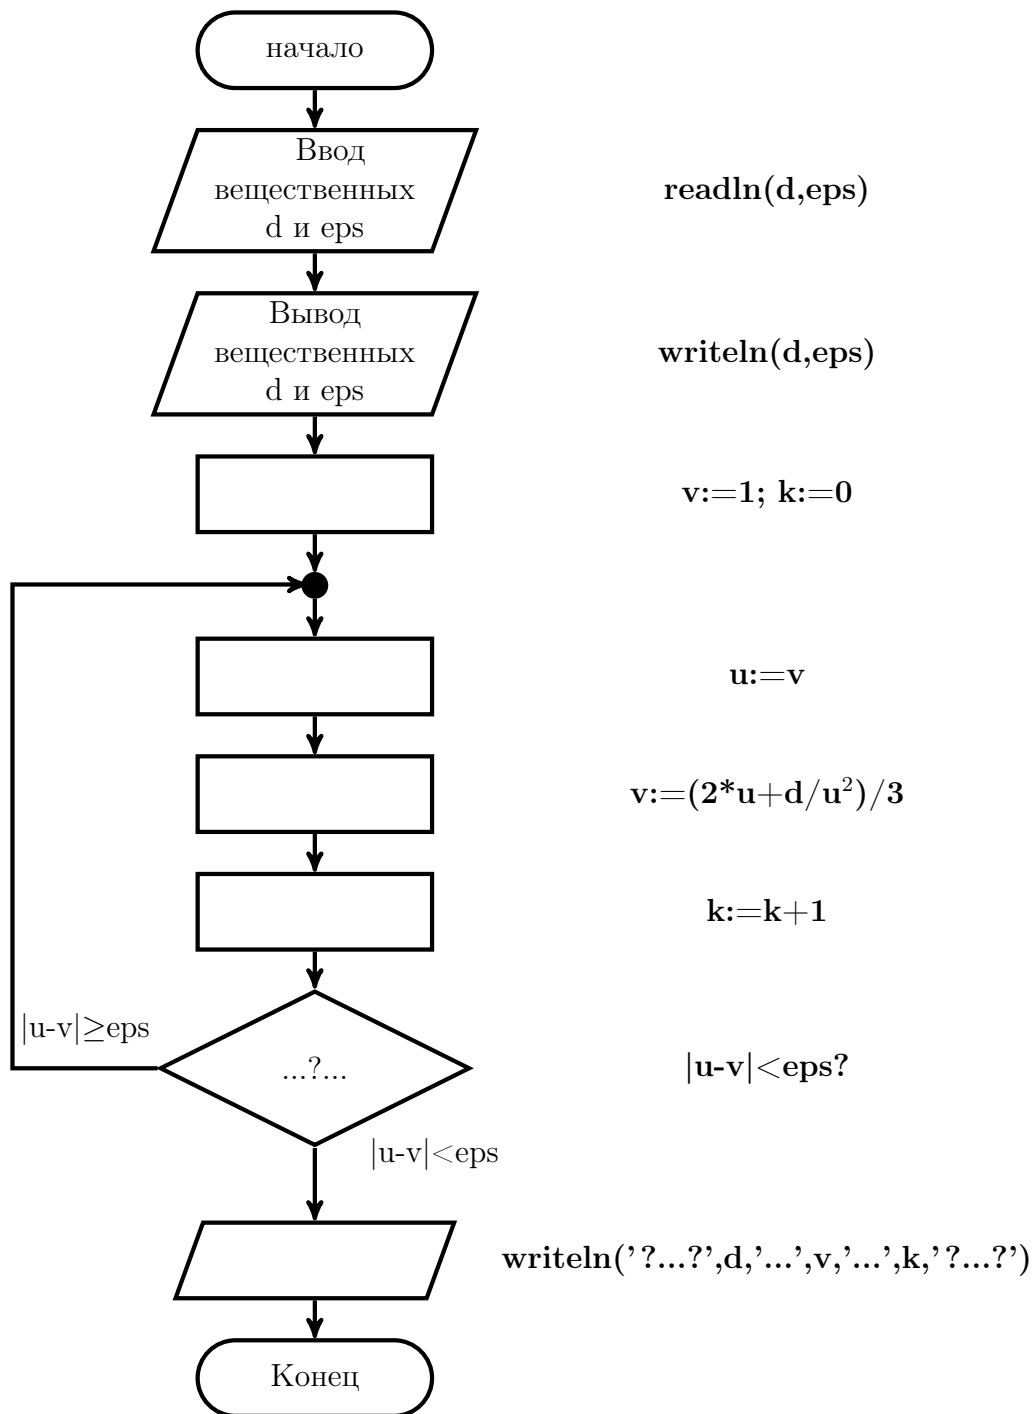 начало
Ввод
вещественных
d и eps
readln(d,eps)
Вывод
вещественных
d и eps
writeln(d,eps)
v:=1; k:=0
u:=v
v:=(2*u+d/u²)/3
k:=k+1
|u-v|≥eps
...?...
|u-v|<eps?
|u-v|<eps
writeln('?...?',d,'...',v,'...',k,'?...?')
Конец